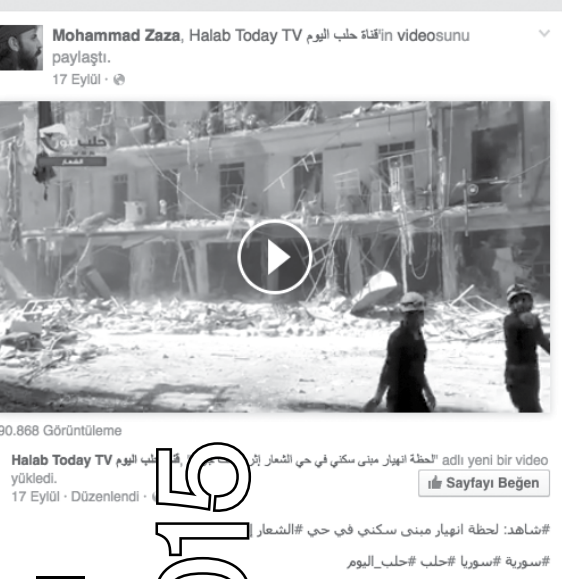 Mohammad Zaza, Halab Today TV قناة حلب اليوم'in videosunu
paylaştı.
17 Eylül ·
الشعار
90.868 Görüntüleme
Halab Today TV حلب اليوم "لحظة انهيار مبنى سكني في حي الشعار" adlı yeni bir video
yükledi.
17 Eylül · Düzenlendi ·
Sayfayı Beğen
015
#شاهد: لحظة انهيار مبنى سكني في حي #الشعار
#سورية #سوريا #حلب #حلب_اليوم